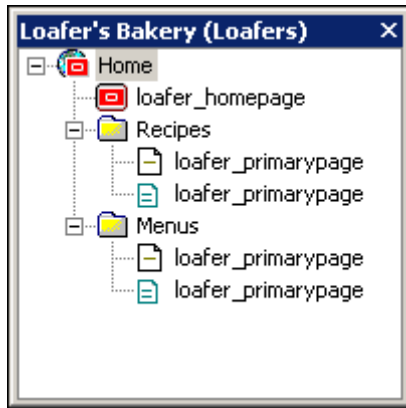 Loafer's Bakery (Loafers)
Home
loafer_homepage
Recipes
loafer_primarypage
loafer_primarypage
Menus
loafer_primarypage
loafer_primarypage